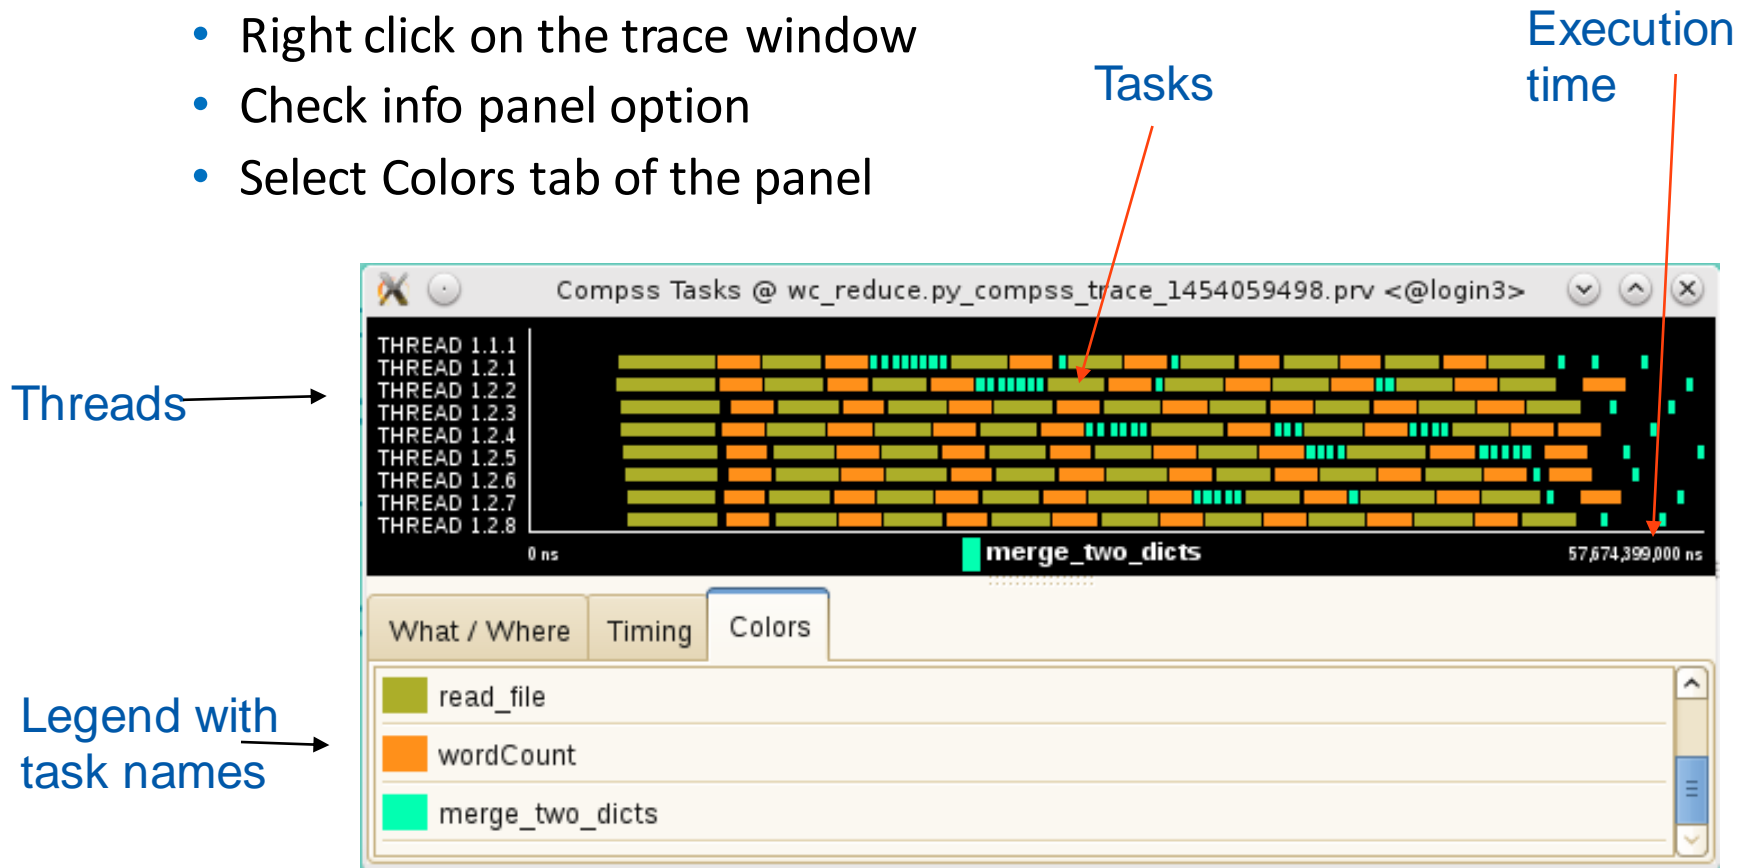 • Right click on the trace window
• Check info panel option
• Select Colors tab of the panel
Tasks
Execution
time
Compss Tasks @ wc_reduce.py_compss_trace_1454059498.prv <@login3>
Threads
THREAD 1.1.1
THREAD 1.2.1
THREAD 1.2.2
THREAD 1.2.3
THREAD 1.2.4
THREAD 1.2.5
THREAD 1.2.6
THREAD 1.2.7
THREAD 1.2.8
0 ns
merge_two_dicts
57,674,399,000 ns
What / Where
Timing
Colors
Legend with
task names
read_file
wordCount
merge_two_dicts